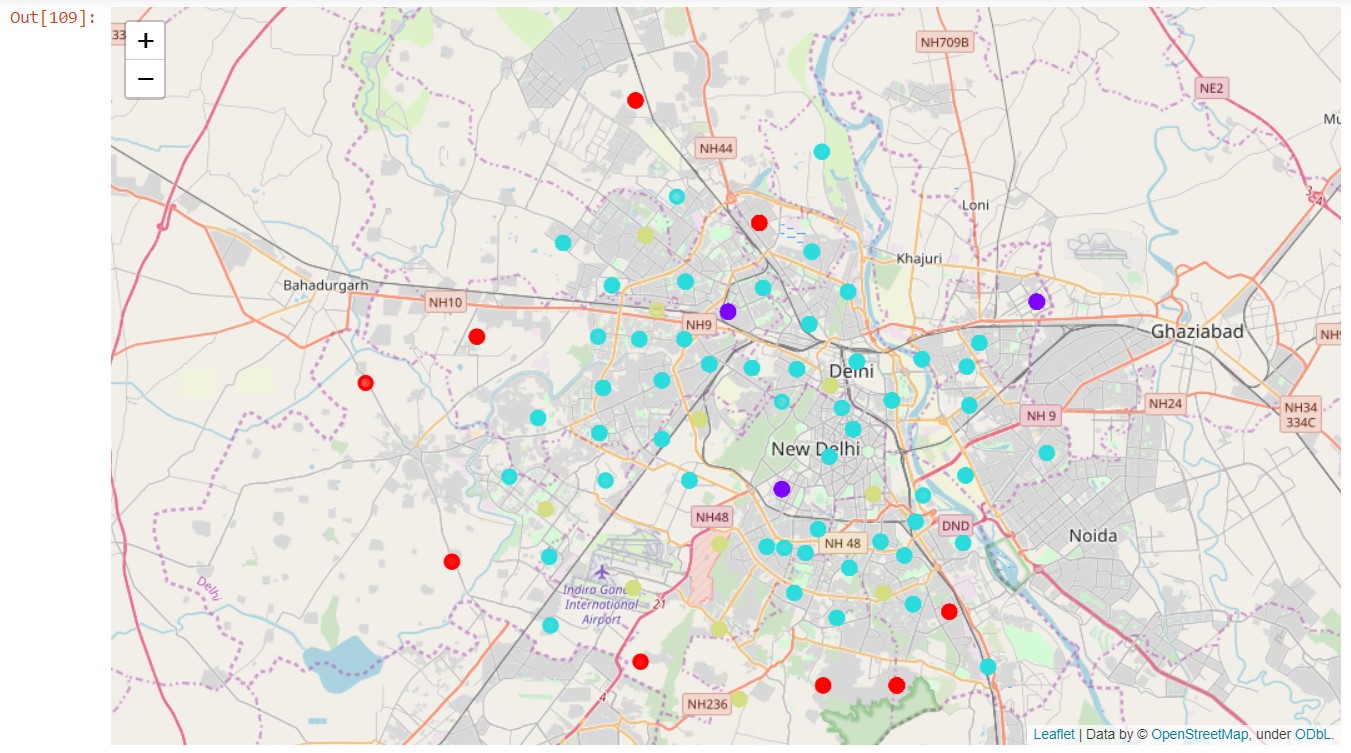 Out[109]:
+
−
33
NH709B
NE2
Mu
NH44
3-4
Loni
Khajuri
Bahadurgarh
NH10
NH9
Ghaziabad
NH9
Delhi
NH24
NH34
334C
NH 9
New Delhi
NH48
DND
NH 48
Noida
Delhi
Indira Gandhi
International
Airport
21
4
NH236
Leaflet | Data by © OpenStreetMap, under ODbL.